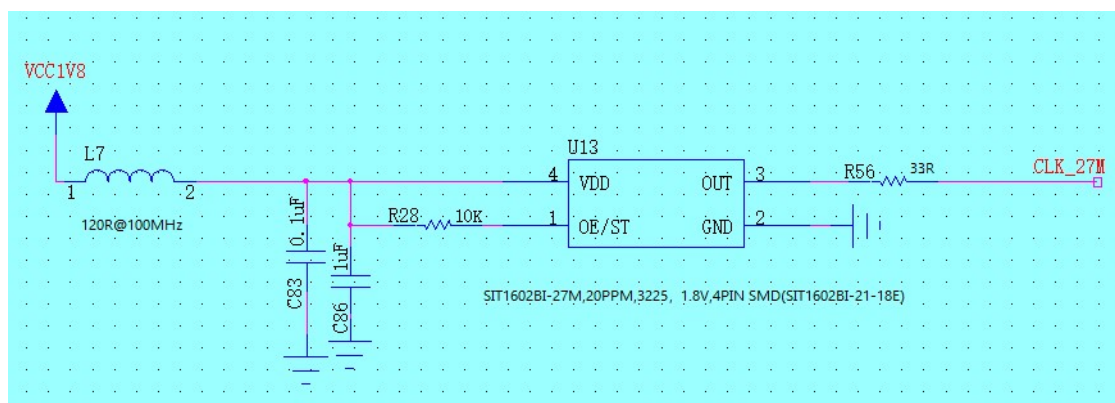 VCC1V8
L7
1
2
120R@100MHz
0.1uF
C83
1uF
C86
R28
10K
U13
4
VDD
OUT
3
1
OE/ST
GND
2
R56
33R
CLK_27M
SIT1602BI-27M,20PPM,3225, 1.8V,4PIN SMD(SIT1602BI-21-18E)